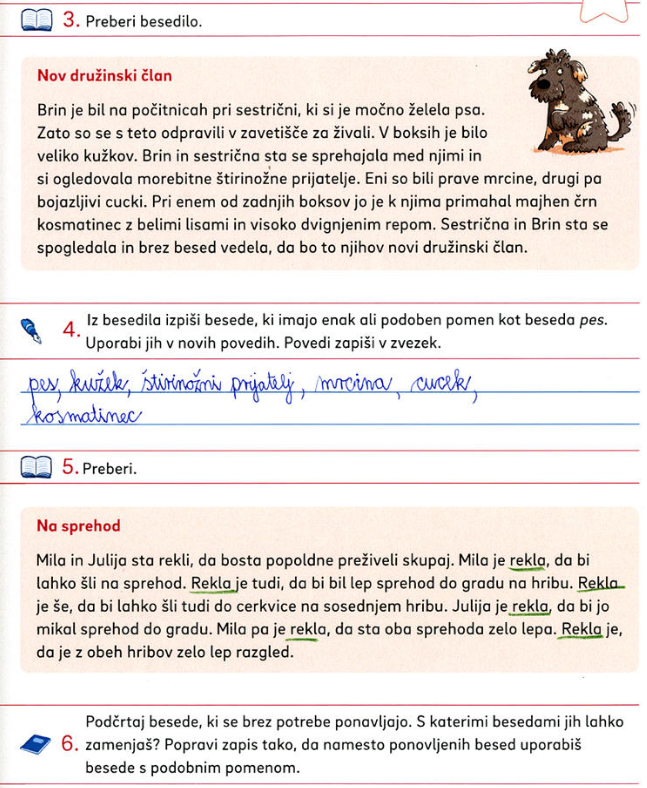 3. Preberi besedilo.
Nov družinski član
Brin je bil na počitnicah pri sestrični, ki si je močno želela psa.
Zato so se s teto odpravili v zavetišče za živali. V boksih je bilo
veliko kužkov. Brin in sestrična sta se sprehajala med njimi in
si ogledovala morebitne štirinožne prijatelje. Eni so bili prave mrcine, drugi pa
bojazljivi cucki. Pri enem od zadnjih boksov jo je k njima primahal majhen črn
kosmatinec z belimi lisami in visoko dvignjenim repom. Sestrična in Brin sta se
spogledala in brez besed vedela, da bo to njihov novi družinski član.
4. Iz besedila izpiši besede, ki imajo enak ali podoben pomen kot beseda pes.
Uporabi jih v novih povedih. Povedi zapiši v zvezek.
pes, kužek, štirinožni prijatelj, mrcina, cucek,
kosmatinec
5. Preberi.
Na sprehod
Mila in Julija sta rekli, da bosta popoldne preživeli skupaj. Mila je rekla, da bi
lahko šli na sprehod. Rekla je tudi, da bi bil lep sprehod do gradu na hribu. Rekla
je še, da bi lahko šli tudi do cerkvice na sosednjem hribu. Julija je rekla, da bi jo
mikal sprehod do gradu. Mila pa je rekla, da sta oba sprehoda zelo lepa. Rekla je,
da je z obeh hribov zelo lep razgled.
6. Podčrtaj besede, ki se brez potrebe ponavljajo. S katerimi besedami jih lahko
zamenjaš? Popravi zapis tako, da namesto ponovljenih besed uporabiš
besede s podobnim pomenom.